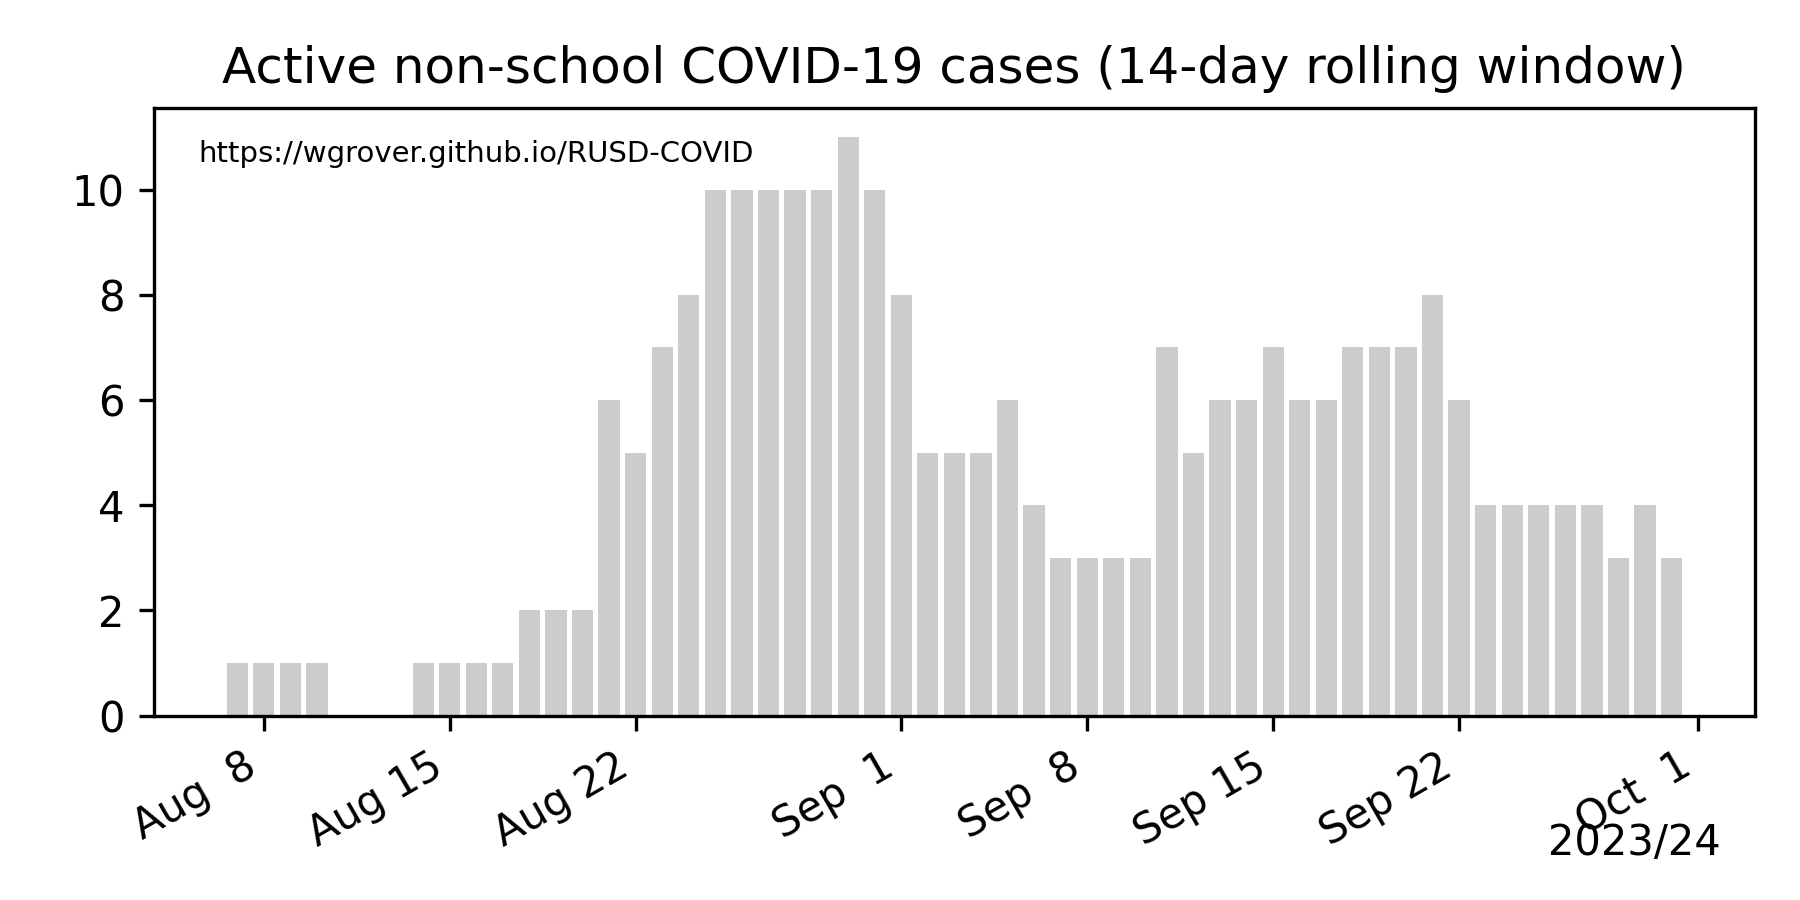 Active non-school COVID-19 cases (14-day rolling window)
https://wgrover.github.io/RUSD-COVID
10
8
6
4
2
0
Aug 8
Aug 15
Aug 22
Sep 1
Sep 8
Sep 15
Sep 22
Oct 1
2023/24